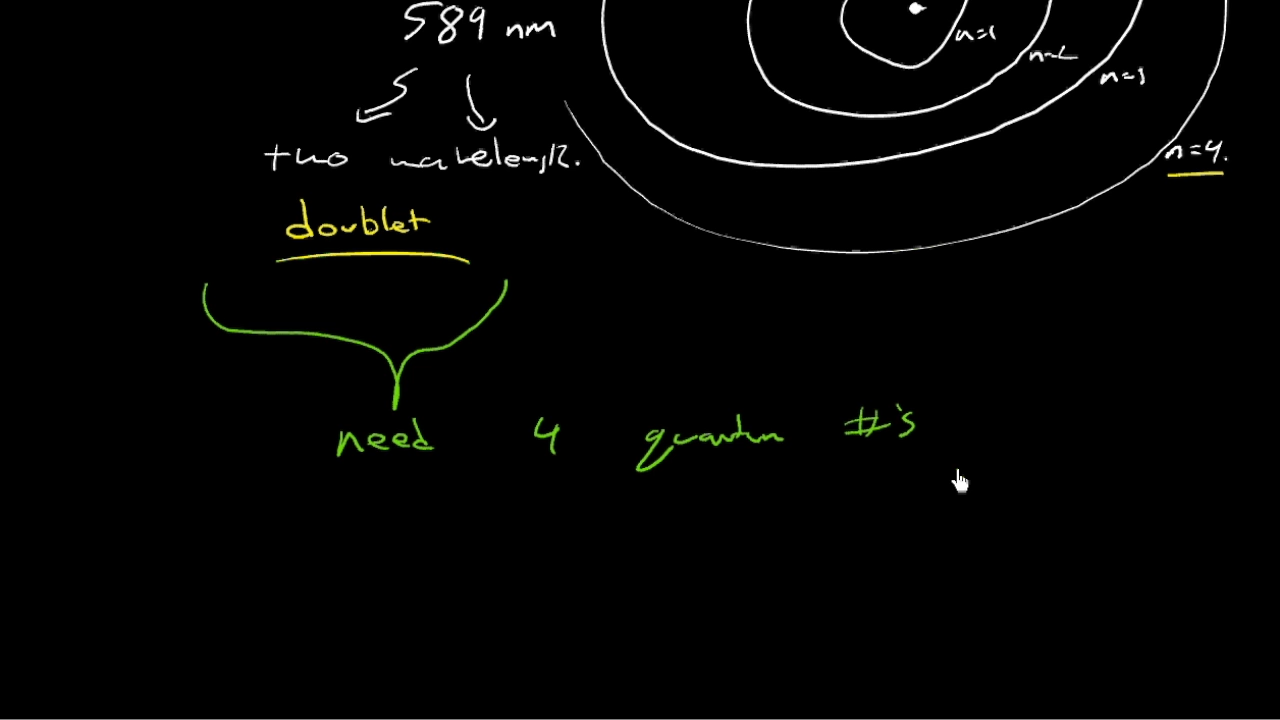 589 nm
n=1
n=2
n=3
n=4.
two wavelength.
doublet
need 4 quantum #'s